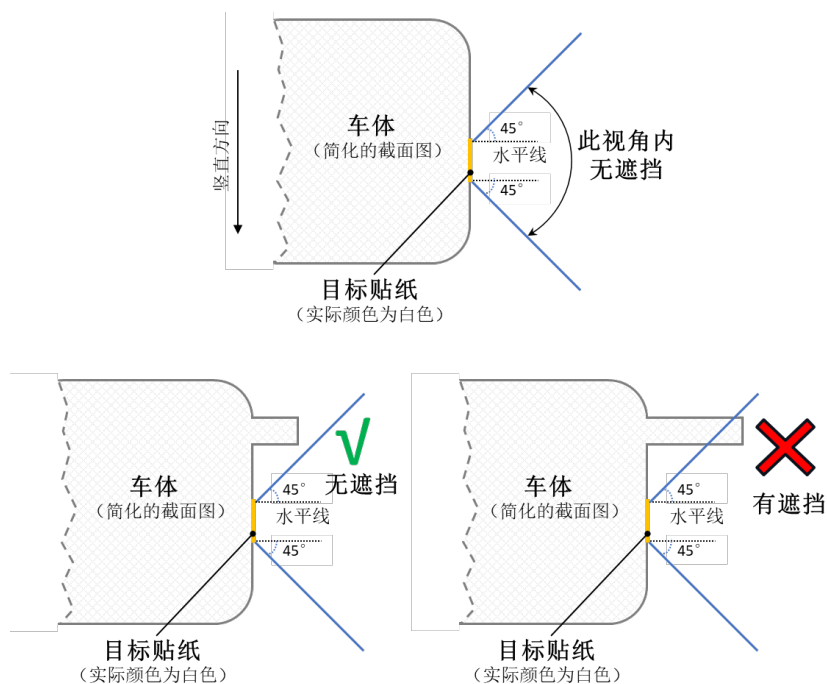 竖直方向
车体
（简化的截面图）
45°
水平线
45°
此视角内
无遮挡
目标贴纸
（实际颜色为白色）
车体
（简化的截面图）
45°
水平线
45°
√
无遮挡
目标贴纸
（实际颜色为白色）
车体
（简化的截面图）
45°
水平线
45°
有遮挡
目标贴纸
（实际颜色为白色）